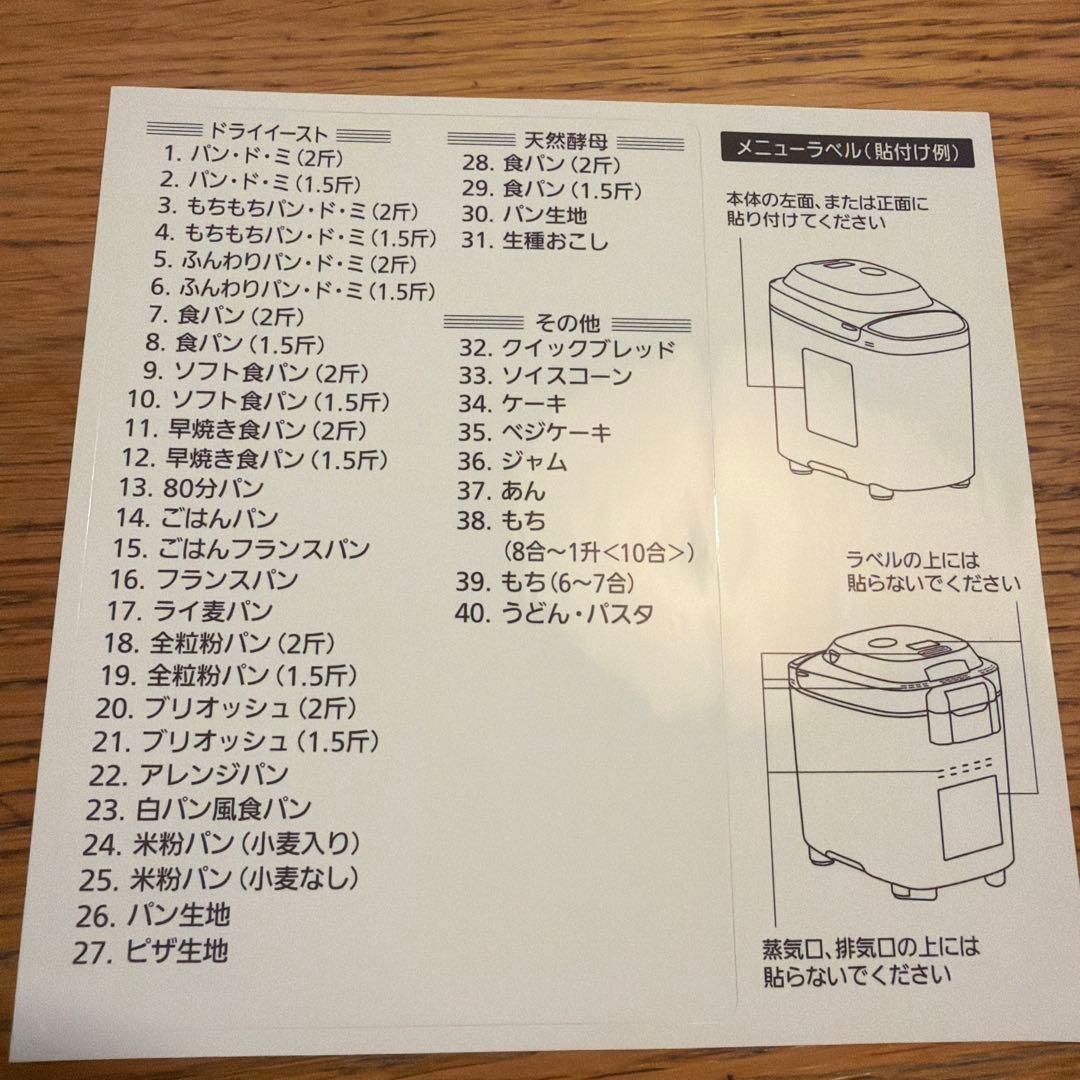 ドライイースト
1. パン・ド・ミ(2斤)
2. パン・ド・ミ(1.5斤)
3. もちもちパン・ド・ミ(2斤)
4. もちもちパン・ド・ミ(1.5斤)
5. ふんわりパン・ド・ミ(2斤)
6. ふんわりパン・ド・ミ(1.5斤)
7. 食パン(2斤)
8. 食パン(1.5斤)
9. ソフト食パン(2斤)
10. ソフト食パン(1.5斤)
11. 早焼き食パン(2斤)
12. 早焼き食パン(1.5斤)
13. 80分パン
14. ごはんパン
15. ごはんフランスパン
16. フランスパン
17. ライ麦パン
18. 全粒粉パン(2斤)
19. 全粒粉パン(1.5斤)
20. ブリオッシュ(2斤)
21. ブリオッシュ(1.5斤)
22. アレンジパン
23. 白パン風食パン
24. 米粉パン(小麦入り)
25. 米粉パン(小麦なし)
26. パン生地
27. ピザ生地
天然酵母
28. 食パン(2斤)
29. 食パン(1.5斤)
30. パン生地
31. 生種おこし
その他
32. クイックブレッド
33. ソイスコーン
34. ケーキ
35. ベジケーキ
36. ジャム
37. あん
38. もち
(8合〜1升<10合>)
39. もち(6〜7合)
40. うどん・パスタ
メニューラベル(貼付け例)
本体の左面、または正面に
貼り付けてください
ラベルの上には
貼らないでください
蒸気口、排気口の上には
貼らないでください